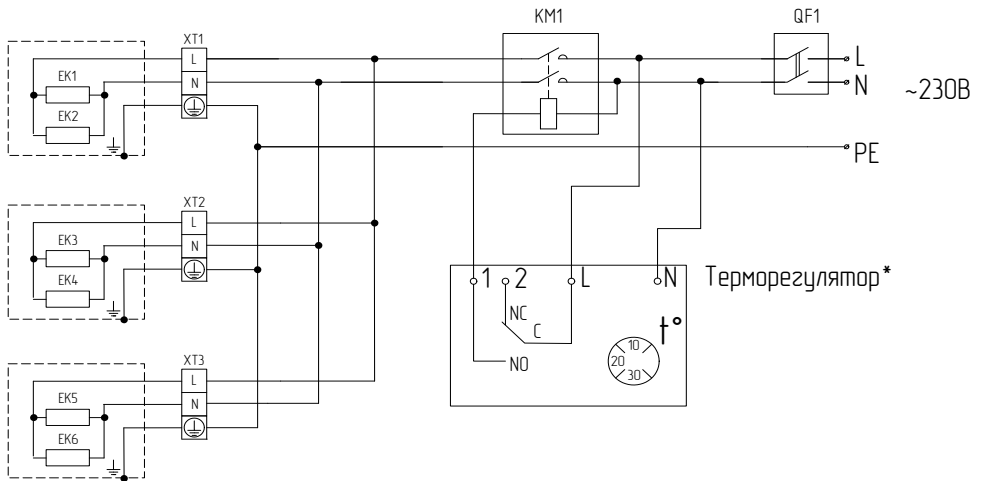 KM1
QF1
XT1
L
N
EK1
EK2
L
N
~230В
PE
XT2
L
N
EK3
EK4
1
2
L
N
Терморегулятор*
NC
C
NO
t°
10
20
30
XT3
L
N
EK5
EK6